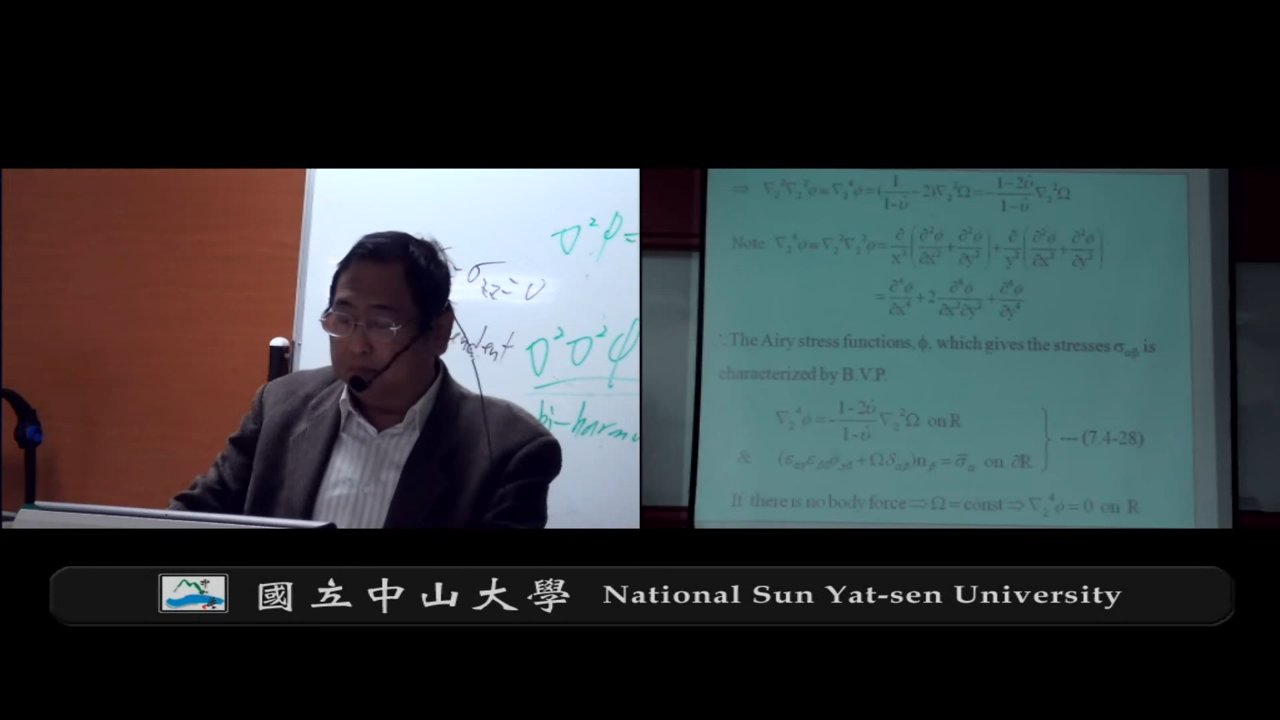 ∇²φ=
σzz=0
∇²∇²φ
bi-harmo
⇒ ∇₂²∇₂²φ=∇₂⁴φ=(1/(1-ν̂)-2)∇₂²Ω=-(1-2ν̂)/(1-ν̂)∇₂²Ω
Note ∇₂⁴φ=∇₂²∇₂²φ=∂/x²(∂²φ/∂x²+∂²φ/∂y²)+∂/y²(∂²φ/∂x²+∂²φ/∂y²)
=∂⁴φ/∂x⁴+2∂⁴φ/∂x²∂y²+∂⁴φ/∂y⁴
∴The Airy stress functions, φ, which gives the stresses σαβ is
characterized by B.V.P.
∇₂⁴φ=-(1-2ν̂)/(1-ν̂)∇₂²Ω on R
--- (7.4-28)
& (εαγεβδφ,γδ+Ωδαβ)nβ=σ̄α on ∂R
If there is no body force⇒Ω=const⇒∇₂⁴φ=0 on R
國立中山大學 National Sun Yat-sen University